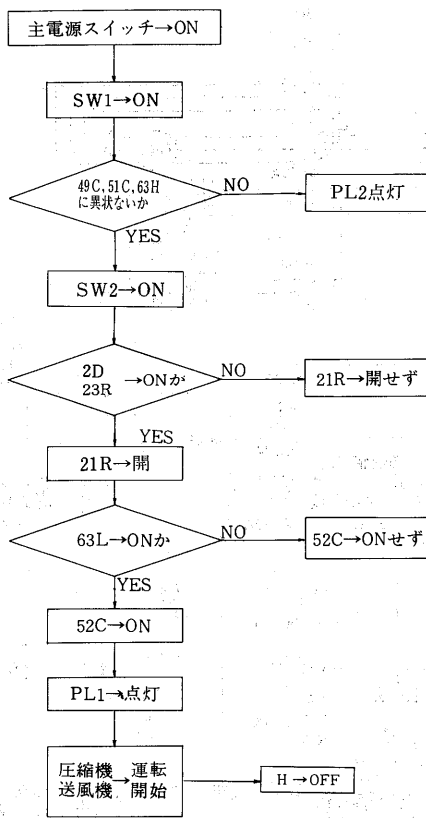 主電源スイッチ→ON
SW1→ON
49C, 51C, 63H
に異状ないか
NO
PL2点灯
YES
SW2→ON
2D
23R
→ONが
NO
21R→開せず
YES
21R→開
63L→ONか
NO
52C→ONせず
YES
52C→ON
PL1→点灯
圧縮機
送風機
→
運転
開始
H→OFF